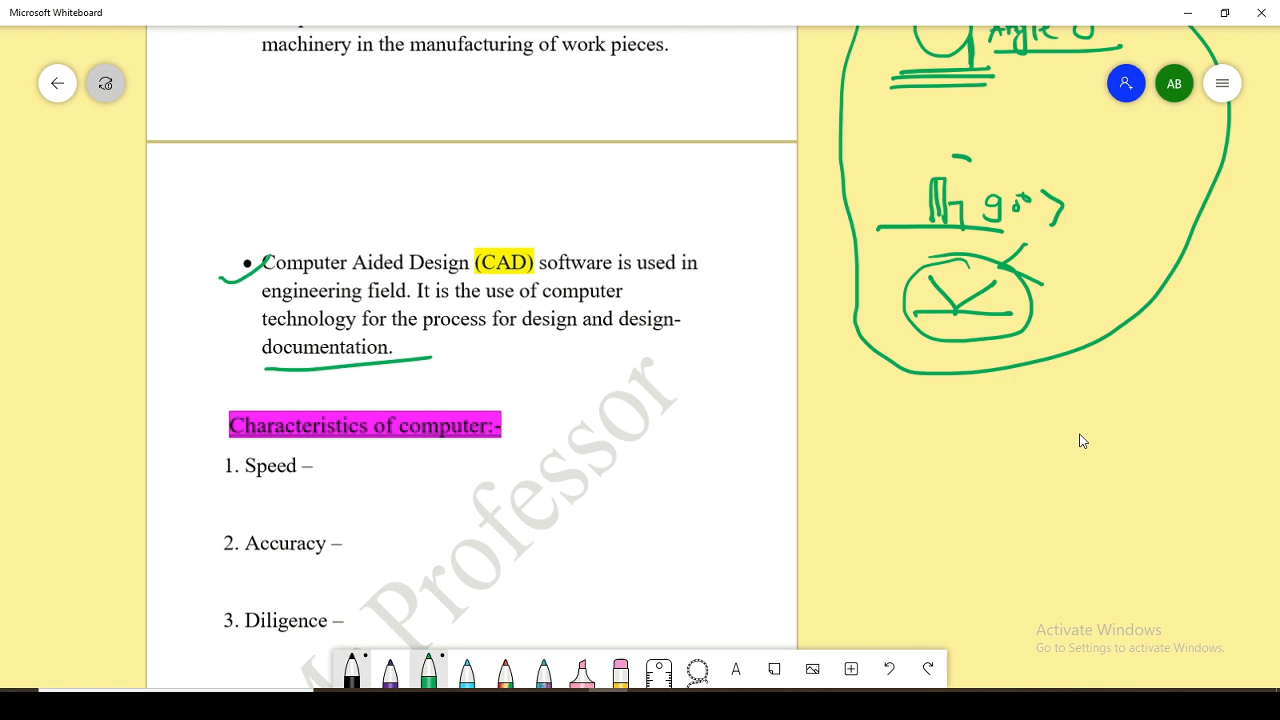 Microsoft Whiteboard
machinery in the manufacturing of work pieces.
Angle
AB
• Computer Aided Design (CAD) software is used in
engineering field. It is the use of computer
technology for the process for design and design-
documentation.
Characteristics of computer:-
1. Speed –
2. Accuracy –
3. Diligence –
Professor
A
Activate Windows
Go to Settings to activate Windows.